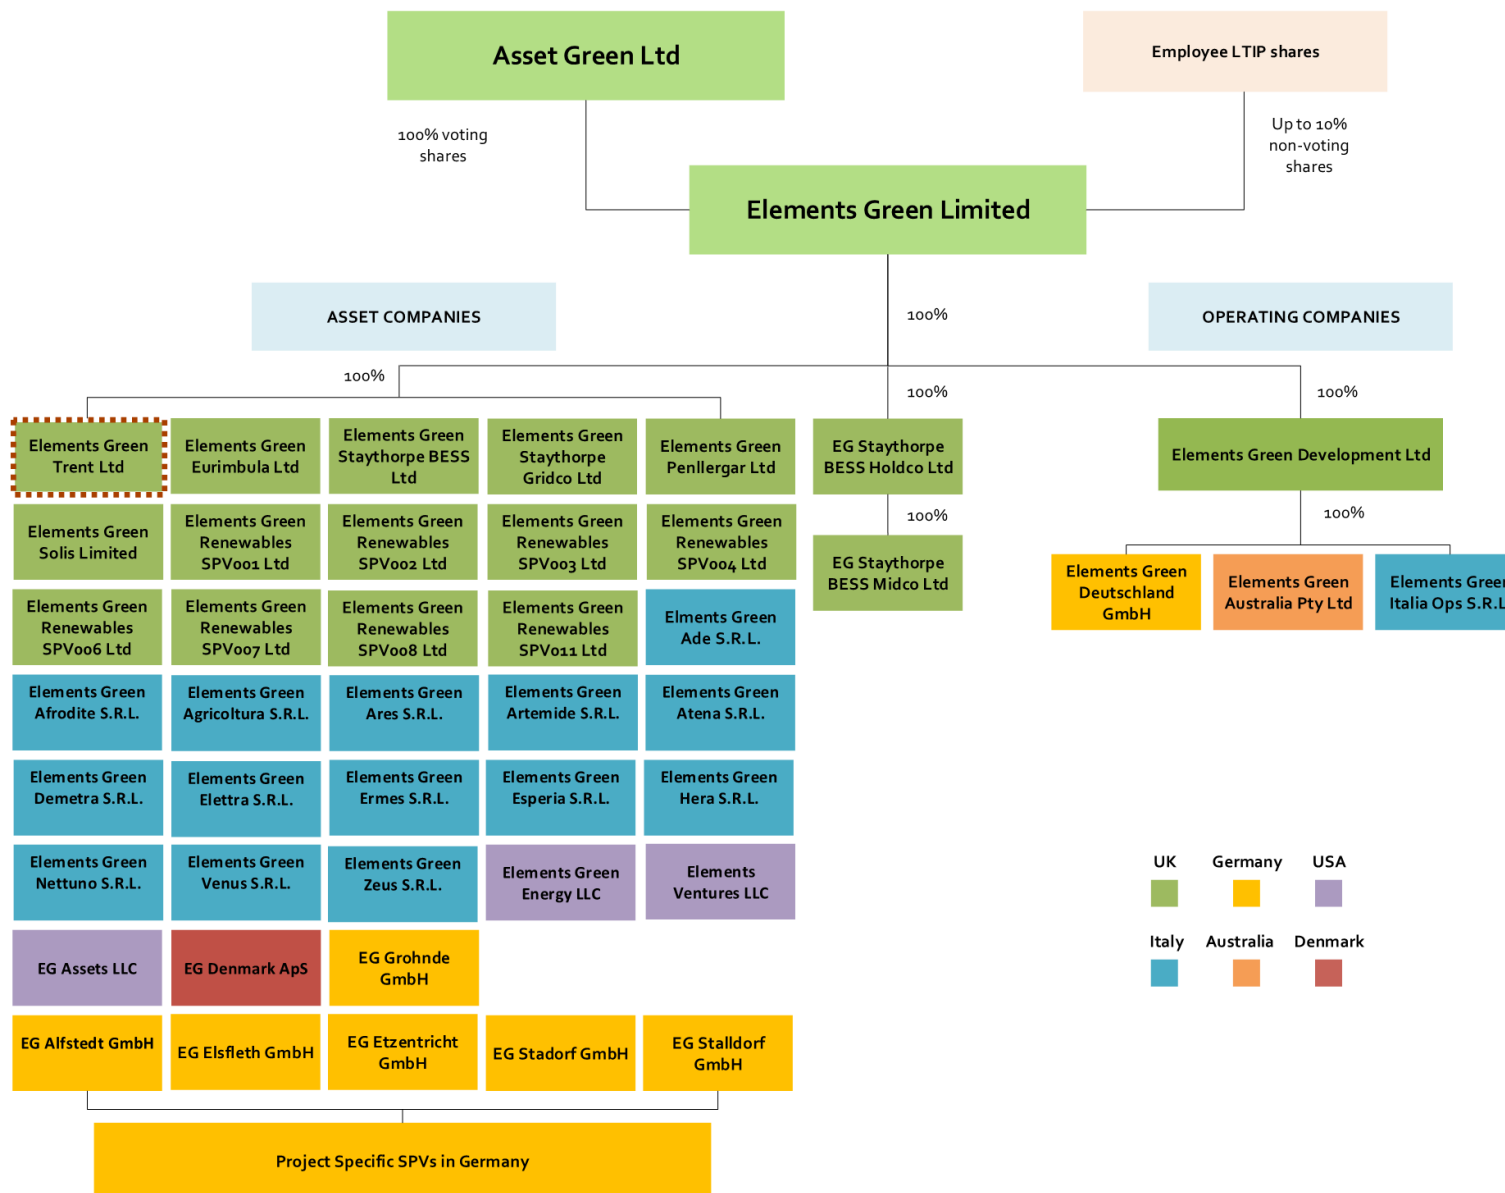 Asset Green Ltd
Employee LTIP shares
100% voting
shares
Up to 10%
non-voting
shares
Elements Green Limited
ASSET COMPANIES
100%
OPERATING COMPANIES
100%
100%
100%
Elements Green
Trent Ltd
Elements Green
Eurimbula Ltd
Elements Green
Staythorpe BESS
Ltd
Elements Green
Staythorpe
Gridco Ltd
Elements Green
Penllergar Ltd
EG Staythorpe
BESS Holdco Ltd
Elements Green Development Ltd
100%
100%
Elements Green
Solis Limited
Elements Green
Renewables
SPV001 Ltd
Elements Green
Renewables
SPV002 Ltd
Elements Green
Renewables
SPV003 Ltd
Elements Green
Renewables
SPV004 Ltd
EG Staythorpe
BESS Midco Ltd
Elements Green
Deutschland
GmbH
Elements Green
Australia Pty Ltd
Elements Green
Italia Ops S.R.L
Elements Green
Renewables
SPV006 Ltd
Elements Green
Renewables
SPV007 Ltd
Elements Green
Renewables
SPV008 Ltd
Elements Green
Renewables
SPV011 Ltd
Elments Green
Ade S.R.L.
Elements Green
Afrodite S.R.L.
Elements Green
Agricoltura S.R.L.
Elements Green
Ares S.R.L.
Elements Green
Artemide S.R.L.
Elements Green
Atena S.R.L.
Elements Green
Demetra S.R.L.
Elements Green
Elettra S.R.L.
Elements Green
Ermes S.R.L.
Elements Green
Esperia S.R.L.
Elements Green
Hera S.R.L.
Elements Green
Nettuno S.R.L.
Elements Green
Venus S.R.L.
Elements Green
Zeus S.R.L.
Elements Green
Energy LLC
Elements
Ventures LLC
UK
Germany
USA
Italy
Australia
Denmark
EG Assets LLC
EG Denmark ApS
EG Grohnde
GmbH
EG Alfstedt GmbH
EG Elsfleth GmbH
EG Etzentricht
GmbH
EG Stadorf GmbH
EG Stalldorf
GmbH
Project Specific SPVs in Germany